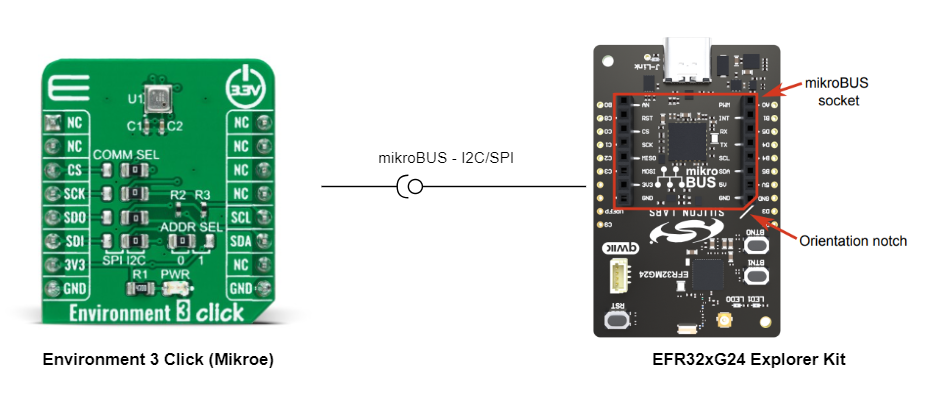 3.3V
U1
C1 C2
NC
NC
CS
SCK
SDO
SDI
3V3
GND
COMM SEL
R2 R3
ADDR SEL
SPI I2C
0 1
R1 PWR
NC
NC
NC
NC
SCL
SDA
NC
GND
Environment 3 click
Environment 3 Click (Mikroe)
mikroBUS - I2C/SPI
J-Link
AN
RST
CS
SCK
MISO
MOSI
3V3
GND
PWM
INT
RX
TX
SCL
SDA
5V
GND
mikro
BUS
SILICON LABS
qwiic
EFR32MG24
BTN0
BTN1
RST
LED0
LED1
mikroBUS
socket
Orientation notch
EFR32xG24 Explorer Kit